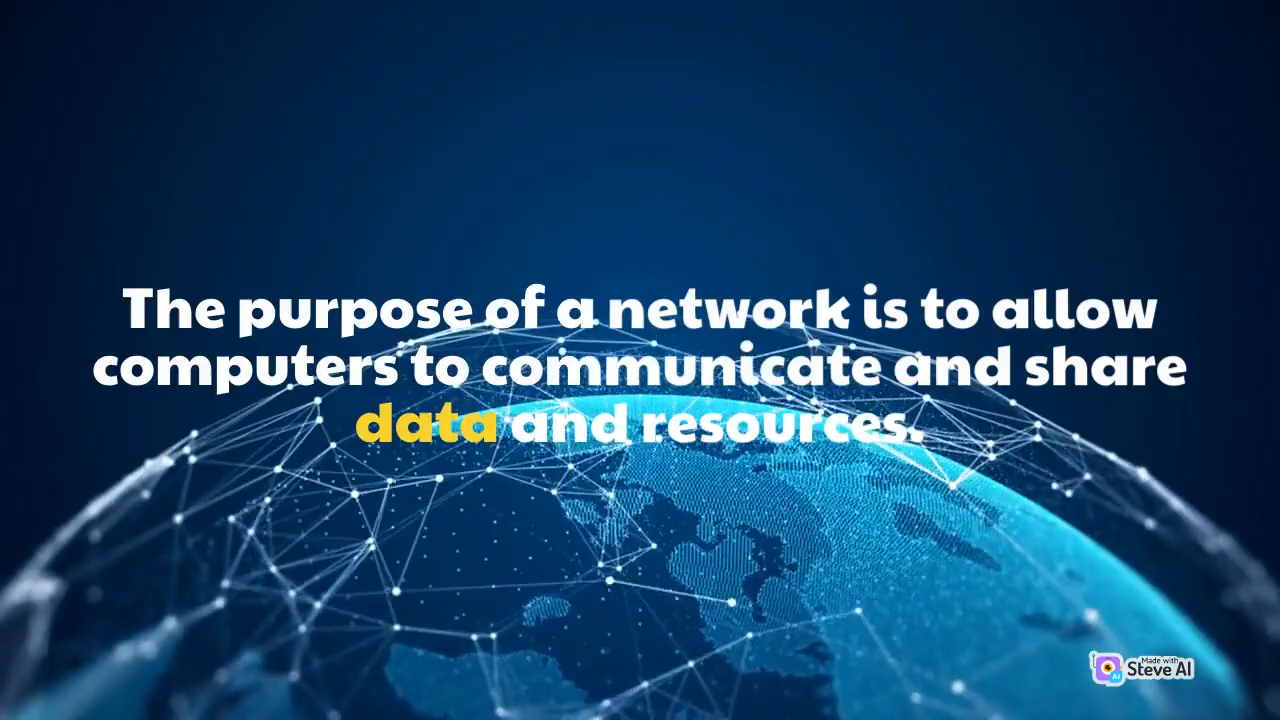 The purpose of a network is to allow
computers to communicate and share
data and resources.
Made with
Steve AI
AI